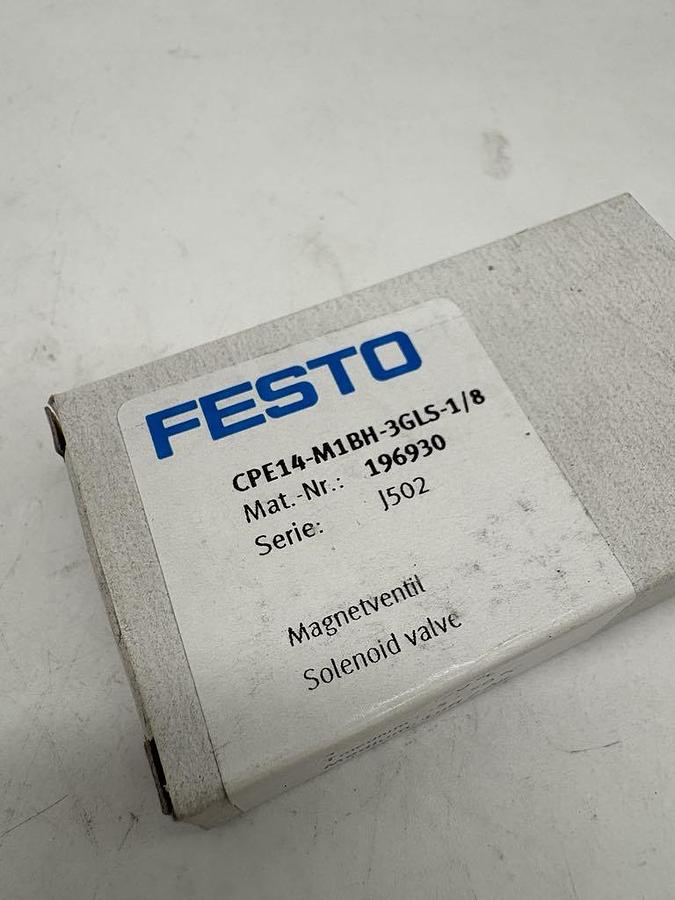 FESTO
CPE14-M1BH-3GLS-1/8
Mat.-Nr.: 196930
Serie: J502
Magnetventil
Solenoid valve